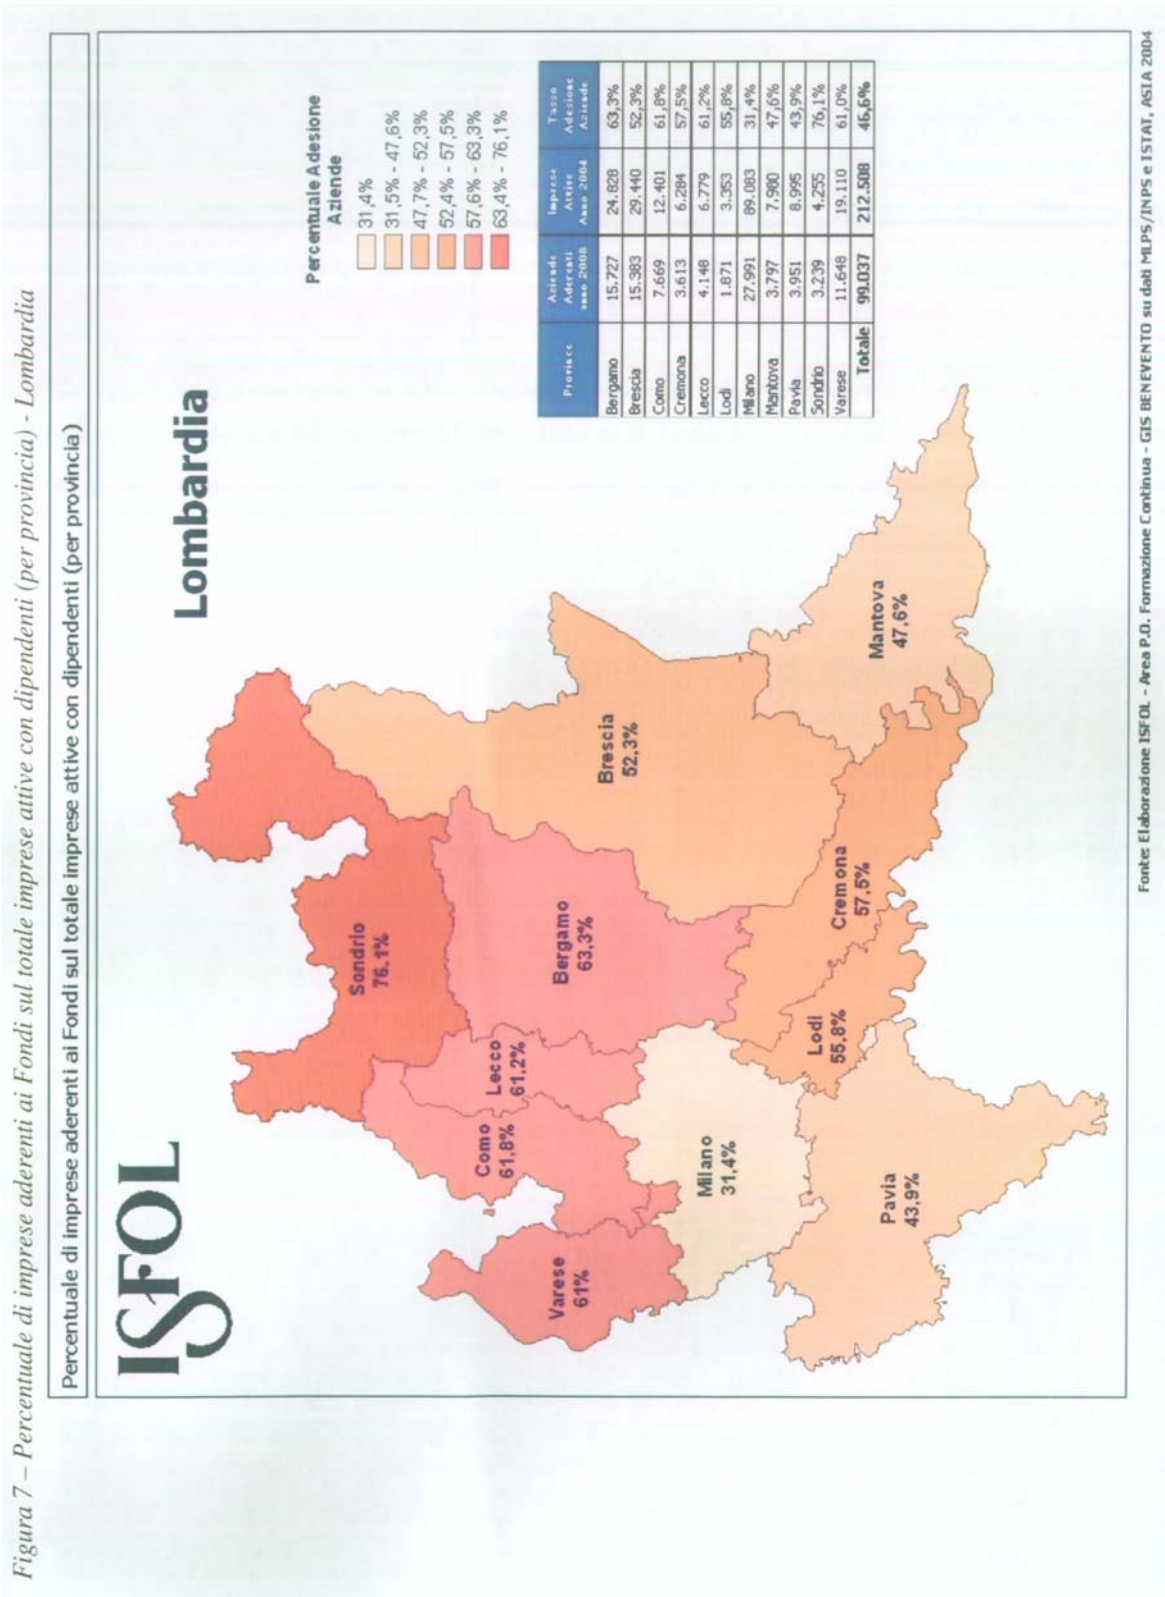 Figura 7 – Percentuale di imprese aderenti ai Fondi sul totale imprese attive con dipendenti (per provincia) - Lombardia
Percentuale di imprese aderenti ai Fondi sul totale imprese attive con dipendenti (per provincia)
ISFOL
Lombardia
Percentuale Adesione
Aziende
31,4%
31,5% - 47,6%
47,7% - 52,3%
52,4% - 57,5%
57,6% - 63,3%
63,4% - 76,1%
Sondrio
76.1%
Lecco
61.2%
Como
61.8%
Varese
61%
Bergamo
63.3%
Brescia
52,3%
Milano
31.4%
Lodi
55.8%
Cremona
57.5%
Mantova
47.6%
Pavia
43.9%
Province Aziende Aderenti anno 2008 Imprese Attive Anno 2004 Tasso Adesione Aziende
Bergamo 15.727 24.828 63,3%
Brescia 15.383 29.440 52,3%
Como 7.669 12.401 61,8%
Cremona 3.613 6.284 57,5%
Lecco 4.148 6.779 61,2%
Lodi 1.871 3.353 55,8%
Milano 27.991 89.083 31,4%
Mantova 3.797 7.980 47,6%
Pavia 3.951 8.995 43,9%
Sondrio 3.239 4.255 76,1%
Varese 11.648 19.110 61,0%
Totale 99.037 212.508 46,6%
Fonte: Elaborazione ISFOL - Area P.O. Formazione Continua - GIS BENEVENTO su dati MLPS/INPS e ISTAT, ASIA 2004